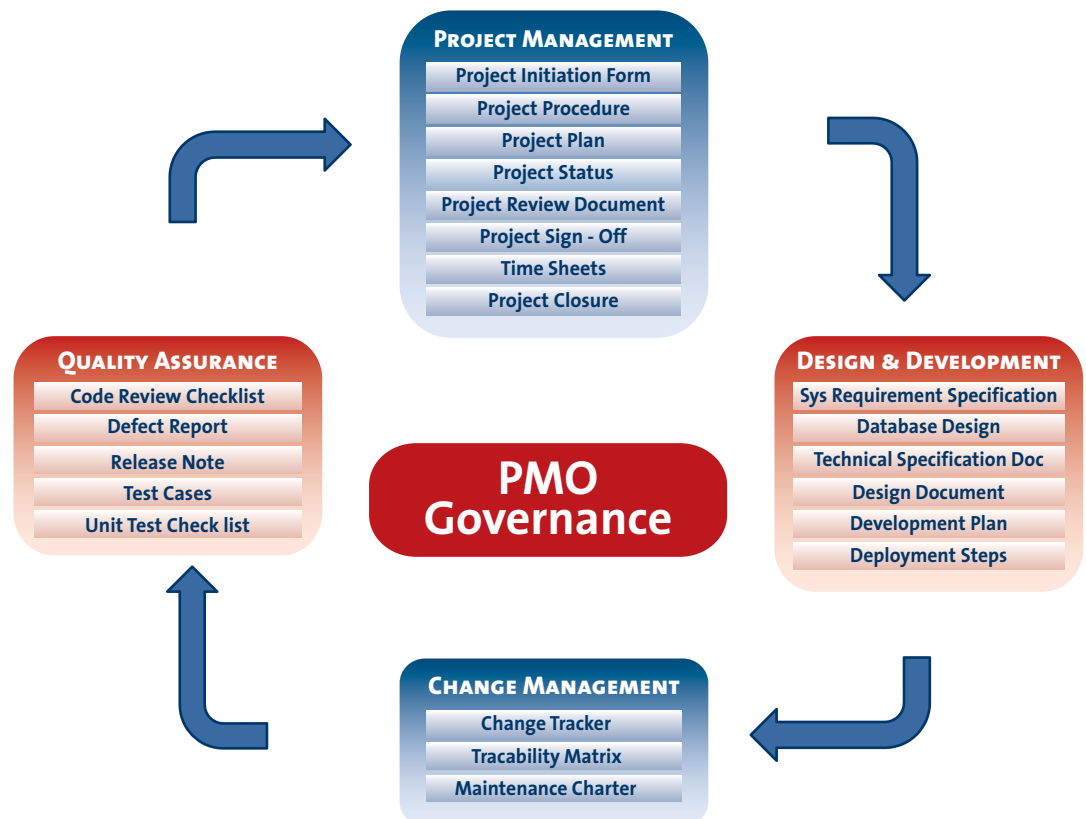 PROJECT MANAGEMENT
Project Initiation Form
Project Procedure
Project Plan
Project Status
Project Review Document
Project Sign - Off
Time Sheets
Project Closure
QUALITY ASSURANCE
Code Review Checklist
Defect Report
Release Note
Test Cases
Unit Test Check list
PMO
Governance
DESIGN & DEVELOPMENT
Sys Requirement Specification
Database Design
Technical Specification Doc
Design Document
Development Plan
Deployment Steps
CHANGE MANAGEMENT
Change Tracker
Tracability Matrix
Maintenance Charter